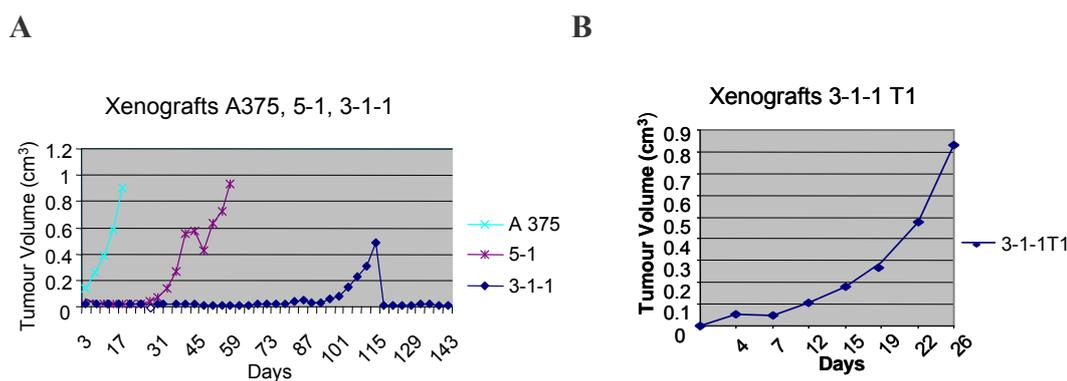 A
B
Xenografts A375, 5-1, 3-1-1
Tumour Volume (cm³)
1.2
1
0.8
0.6
0.4
0.2
0
3 17 31 45 59 73 87 101 115 129 143
Days
A 375
5-1
3-1-1
Xenografts 3-1-1 T1
Tumour Volume (cm³)
0.9
0.8
0.7
0.6
0.5
0.4
0.3
0.2
0.1
0
4 7 12 15 19 22 26
Days
3-1-1T1